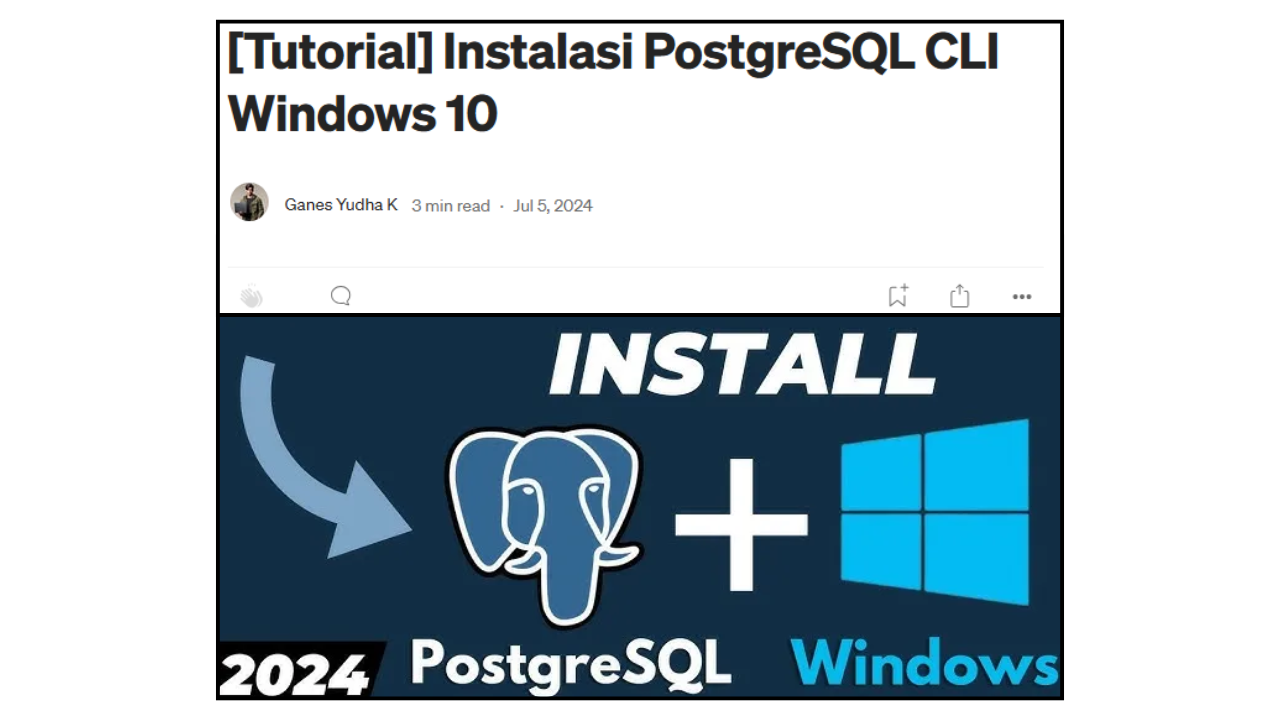 [Tutorial] Instalasi PostgreSQL CLI
Windows 10
Ganes Yudha K 3 min read · Jul 5, 2024
INSTALL
PostgreSQL
Windows
2024